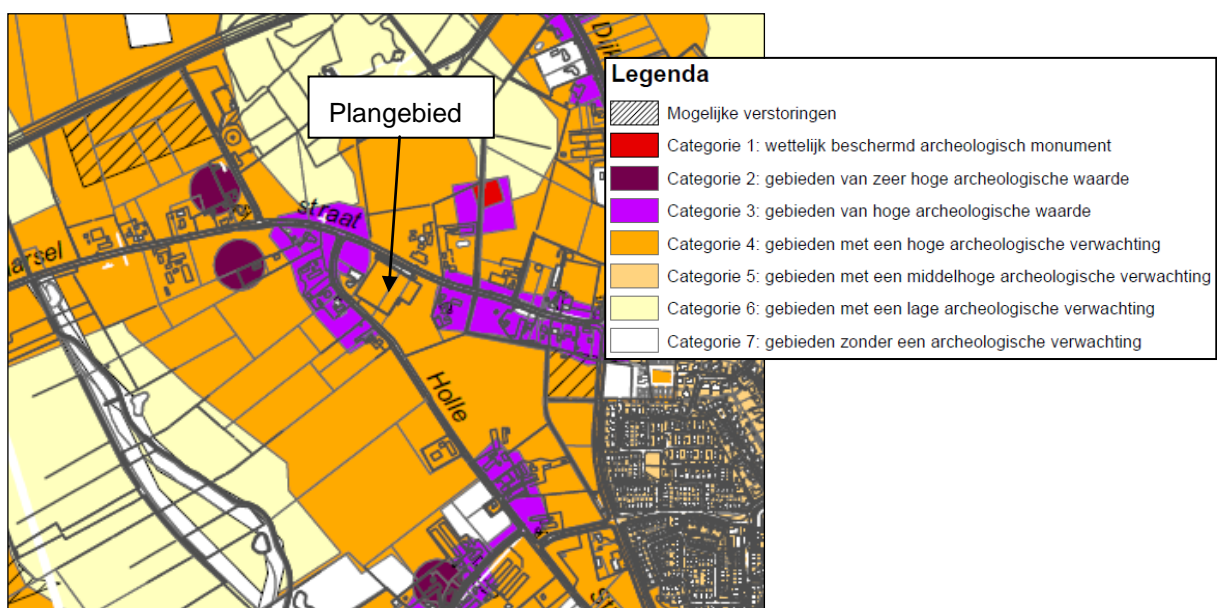 Dijk
Plangebied
straat
aarsel
Holle
st
Legenda
Mogelijke verstoringen
Categorie 1: wettelijk beschermd archeologisch monument
Categorie 2: gebieden van zeer hoge archeologische waarde
Categorie 3: gebieden van hoge archeologische waarde
Categorie 4: gebieden met een hoge archeologische verwachting
Categorie 5: gebieden met een middelhoge archeologische verwachting
Categorie 6: gebieden met een lage archeologische verwachting
Categorie 7: gebieden zonder een archeologische verwachting